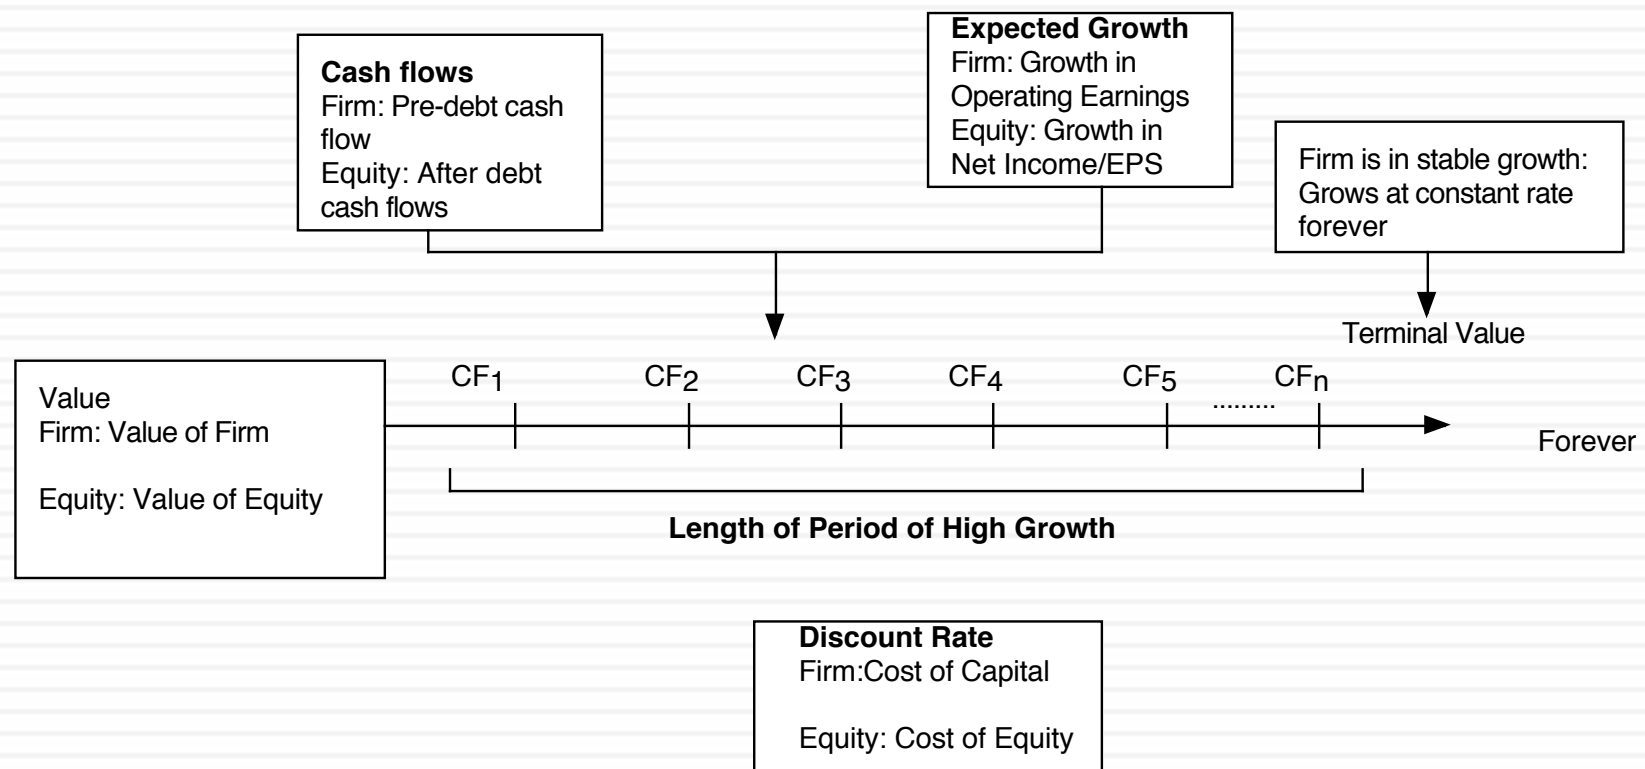 Cash flows
Firm: Pre-debt cash
flow
Equity: After debt
cash flows
Expected Growth
Firm: Growth in
Operating Earnings
Equity: Growth in
Net Income/EPS
Firm is in stable growth:
Grows at constant rate
forever
Terminal Value
CF1 CF2 CF3 CF4 CF5 ......... CFn
Forever
Value
Firm: Value of Firm
Equity: Value of Equity
Length of Period of High Growth
Discount Rate
Firm:Cost of Capital
Equity: Cost of Equity